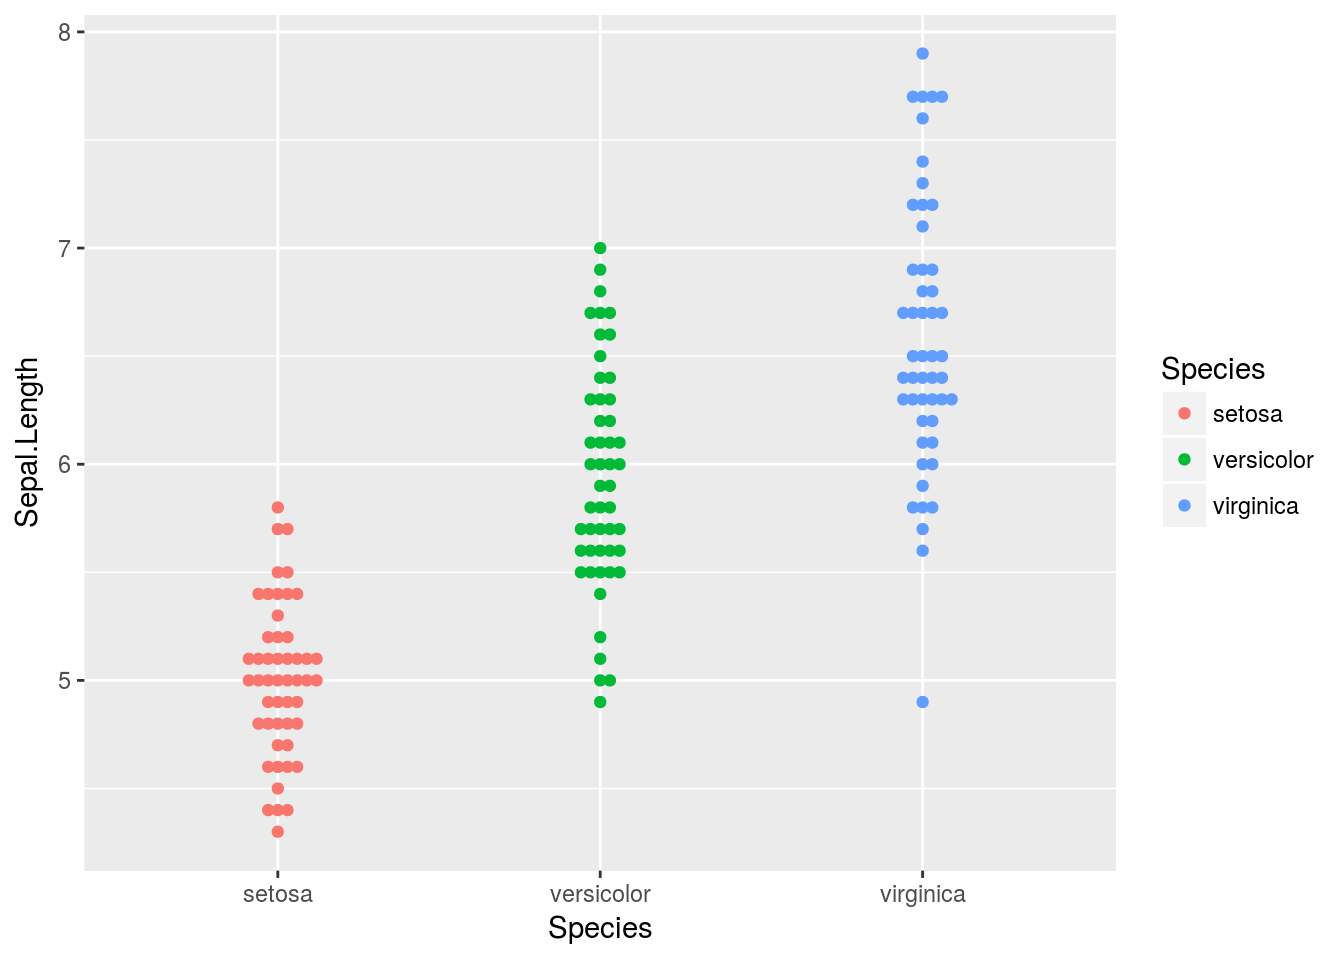 8
7
6
5
Sepal.Length
setosa
versicolor
virginica
Species
Species
setosa
versicolor
virginica